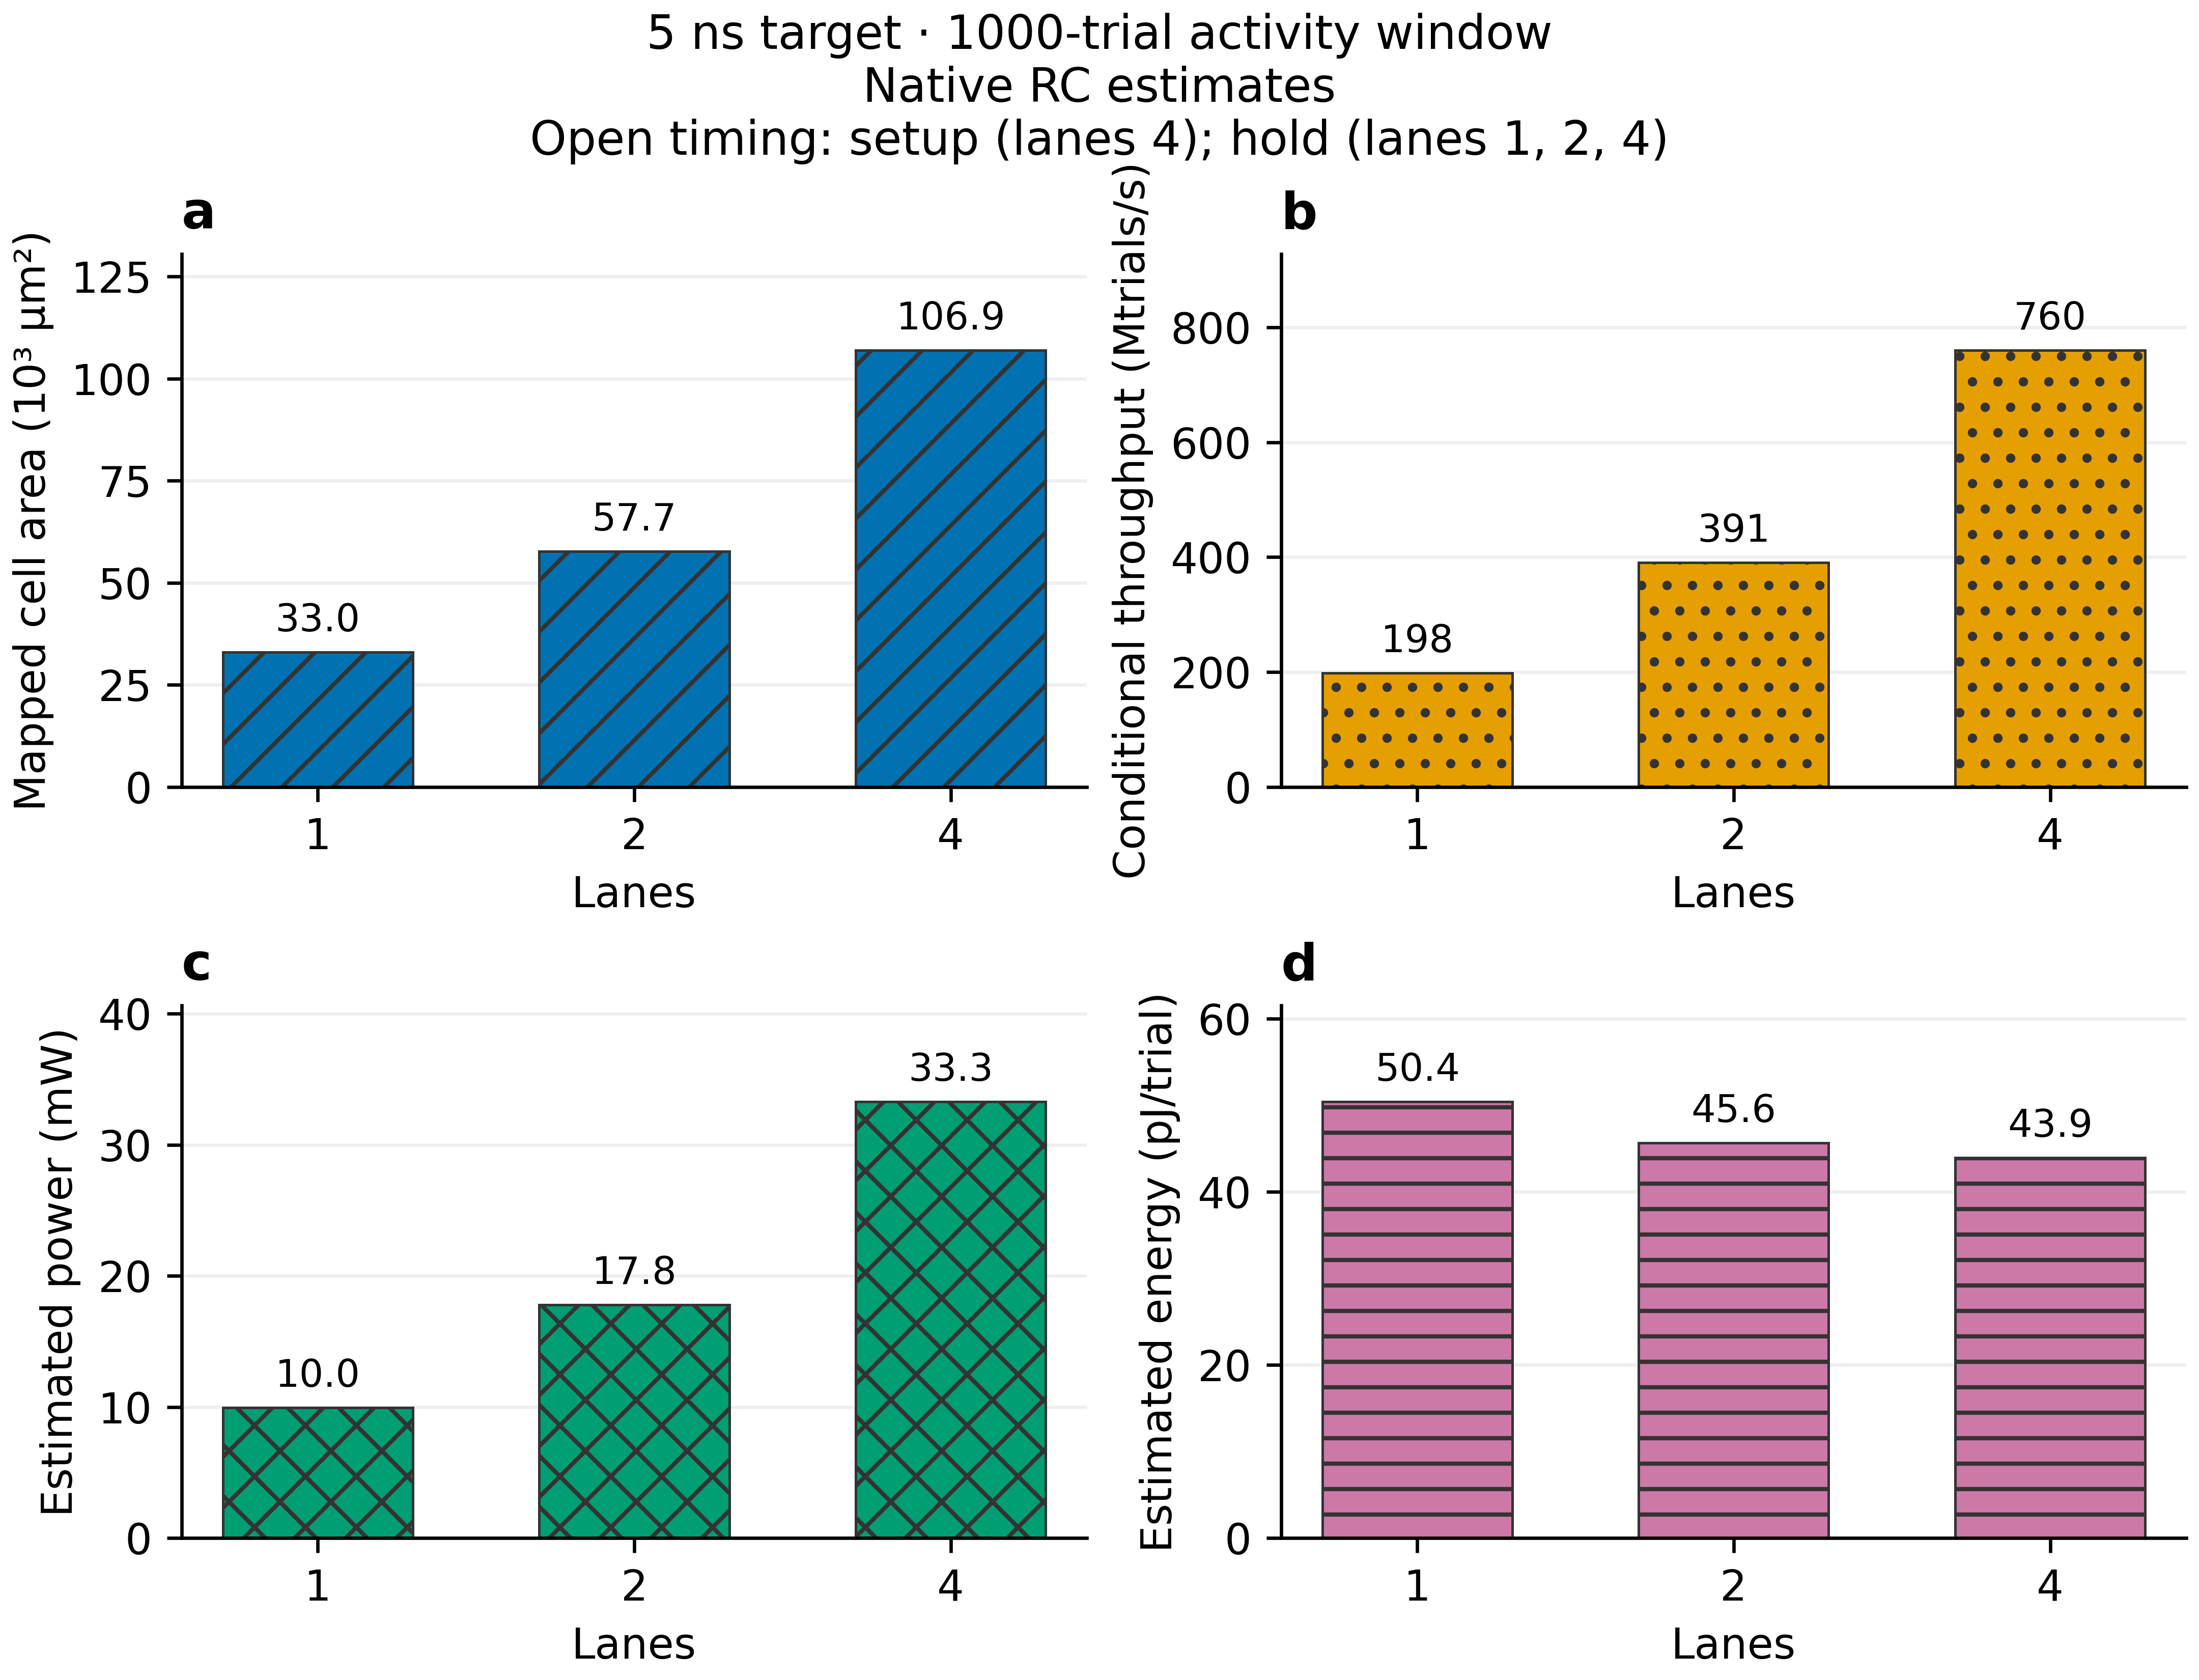 5 ns target · 1000-trial activity window
Native RC estimates
Open timing: setup (lanes 4); hold (lanes 1, 2, 4)
a
Mapped cell area (10³ µm²)
125
100
75
50
25
0
33.0
57.7
106.9
1
2
4
Lanes
b
Conditional throughput (Mtrials/s)
800
600
400
200
0
198
391
760
1
2
4
Lanes
c
Estimated power (mW)
40
30
20
10
0
10.0
17.8
33.3
1
2
4
Lanes
d
Estimated energy (pJ/trial)
60
40
20
0
50.4
45.6
43.9
1
2
4
Lanes